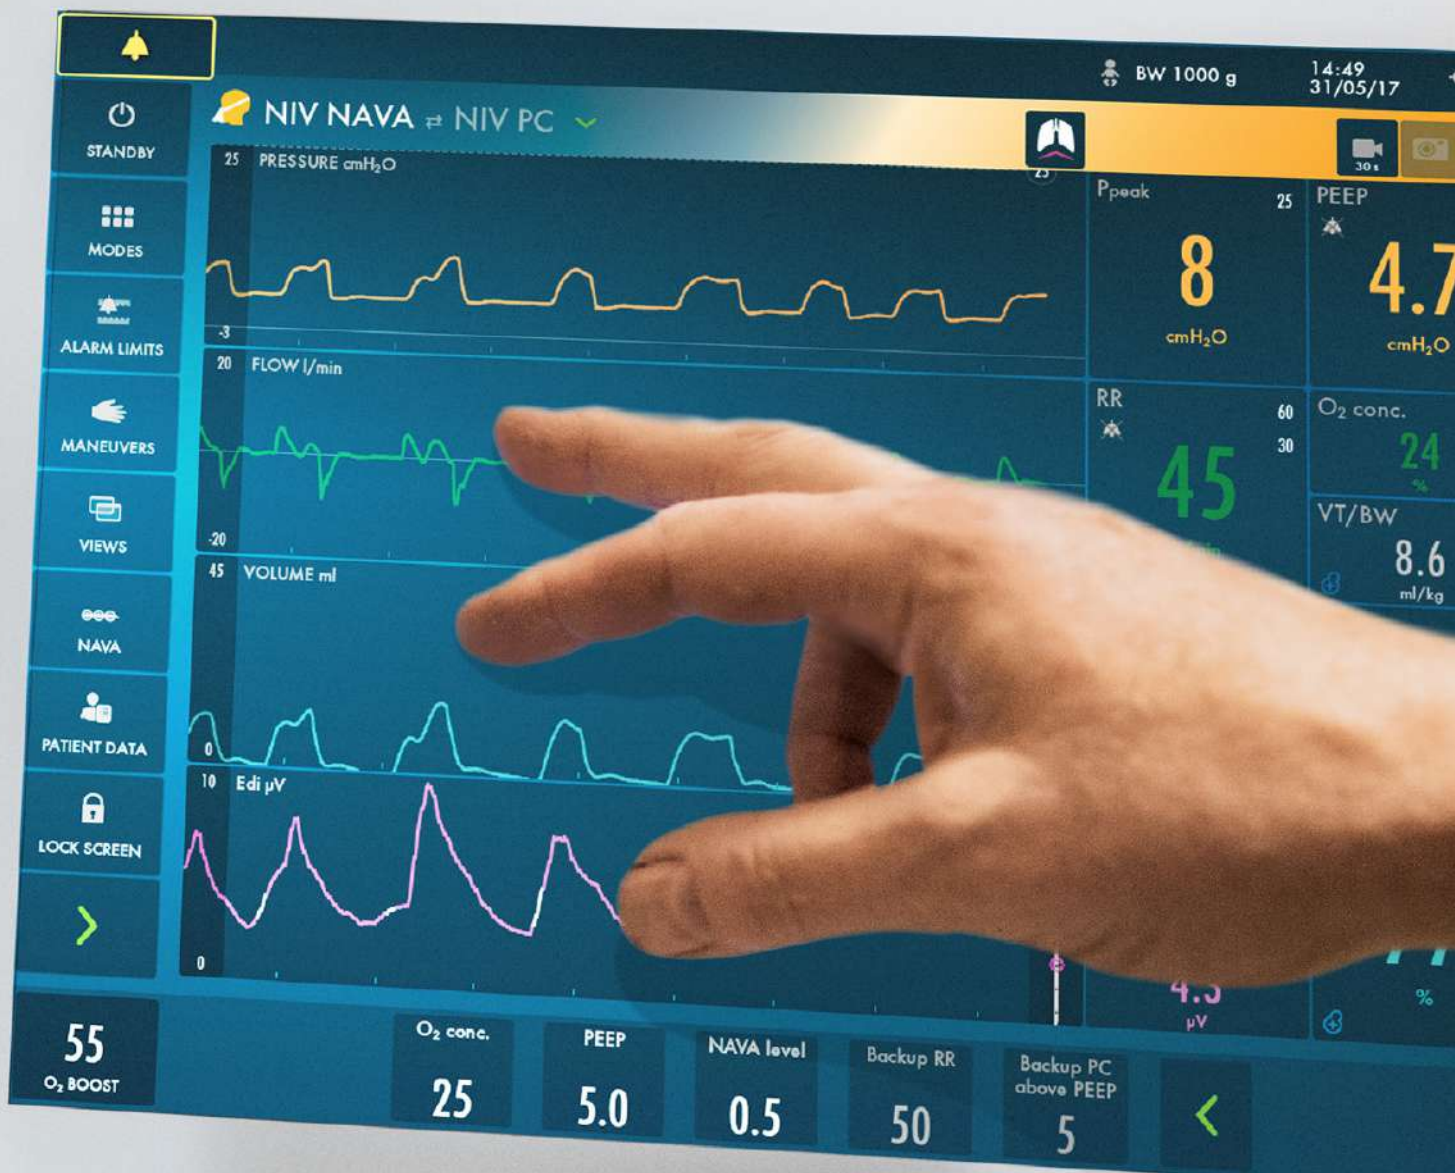 BW 1000 g
14:49
31/05/17
STANDBY
MODES
ALARM LIMITS
MANEUVERS
VIEWS
NAVA
PATIENT DATA
LOCK SCREEN
NIV NAVA ⇄ NIV PC
30 s
25 PRESSURE cmH₂O
-3
20 FLOW l/min
-20
45 VOLUME ml
0
10 Edi µV
0
Ppeak
25
8
cmH₂O
PEEP
4.7
cmH₂O
RR
60
30
45
O₂ conc.
24
%
VT/BW
8.6
ml/kg
µV
%
55
O₂ BOOST
O₂ conc.
25
PEEP
5.0
NAVA level
0.5
Backup RR
50
Backup PC
above PEEP
5